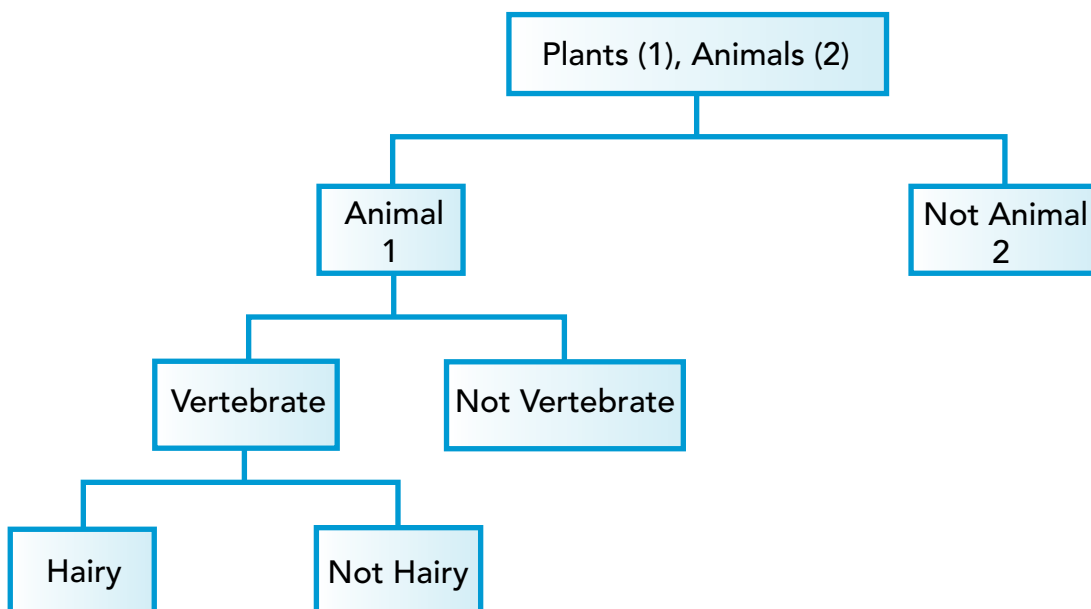 Plants (1), Animals (2)
Animal
1
Not Animal
2
Vertebrate
Not Vertebrate
Hairy
Not Hairy